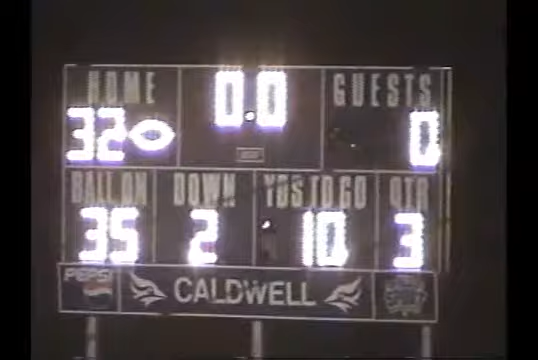 HOME 0.0 GUESTS
32 0
BALL ON DOWN YDS TO GO QTR
35 2 10 3
PEPSI CALDWELL